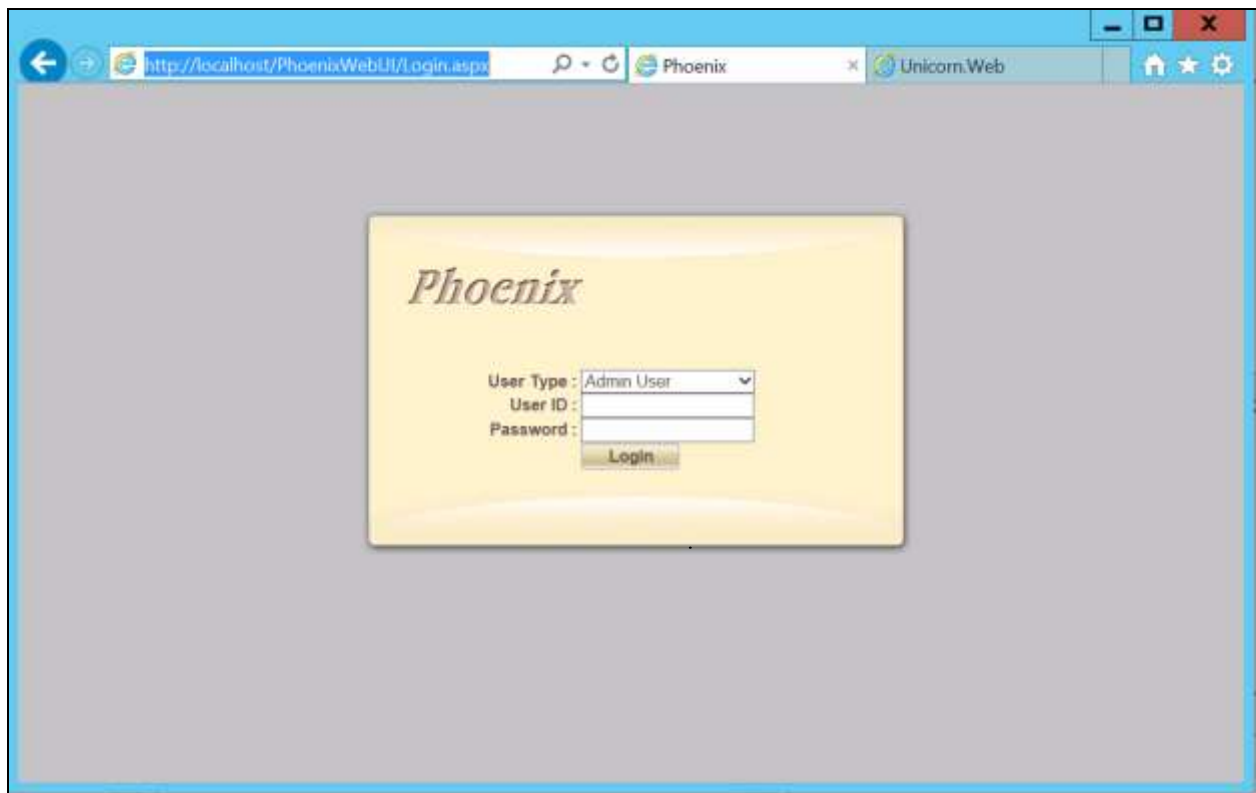 http://localhost/PhoenixWebUI/Login.aspx
Phoenix
Unicorn.Web
Phoenix
User Type : Admin User
User ID :
Password :
Login